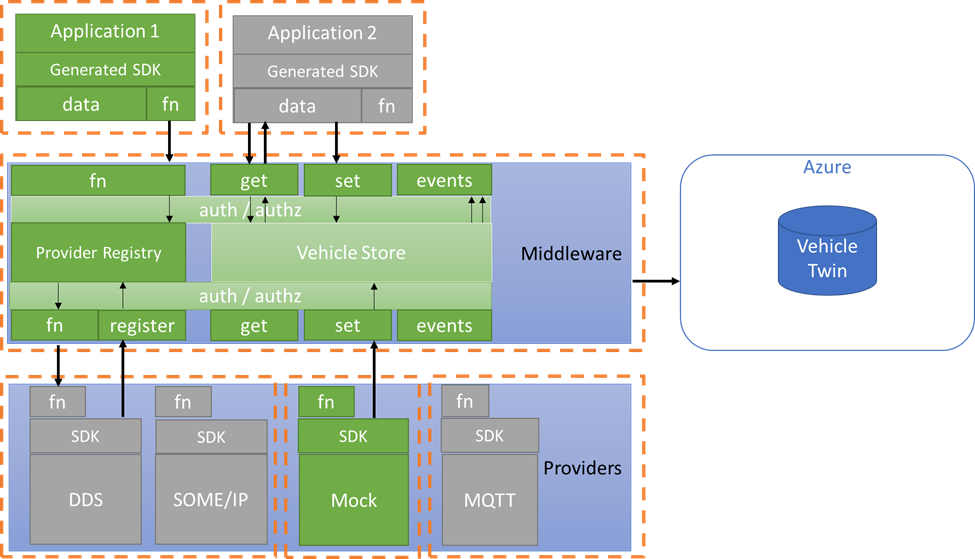 Application 1
Generated SDK
data
fn
Application 2
Generated SDK
data
fn
fn
get
set
events
auth / authz
Provider Registry
Vehicle Store
Middleware
auth / authz
fn
register
get
set
events
Azure
Vehicle
Twin
fn
SDK
DDS
fn
SDK
SOME/IP
fn
SDK
Mock
fn
SDK
MQTT
Providers